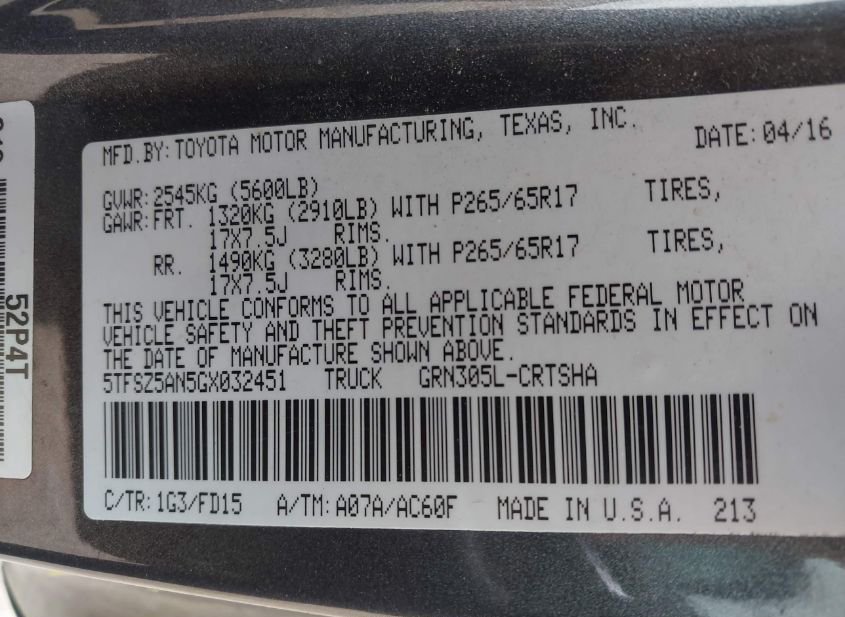 MFD.BY:TOYOTA MOTOR MANUFACTURING, TEXAS, INC. DATE:04/16
GVWR:2545KG (5600LB)
GAWR:FRT. 1320KG (2910LB) WITH P265/65R17 TIRES,
17X7.5J RIMS.
RR. 1490KG (3280LB) WITH P265/65R17 TIRES,
17X7.5J RIMS.
THIS VEHICLE CONFORMS TO ALL APPLICABLE FEDERAL MOTOR
VEHICLE SAFETY AND THEFT PREVENTION STANDARDS IN EFFECT ON
THE DATE OF MANUFACTURE SHOWN ABOVE.
5TFSZ5AN5GX032451 TRUCK GRN305L-CRTSHA
C/TR:1G3/FD15 A/TM:A07A/AC60F MADE IN U.S.A. 213
52P4T